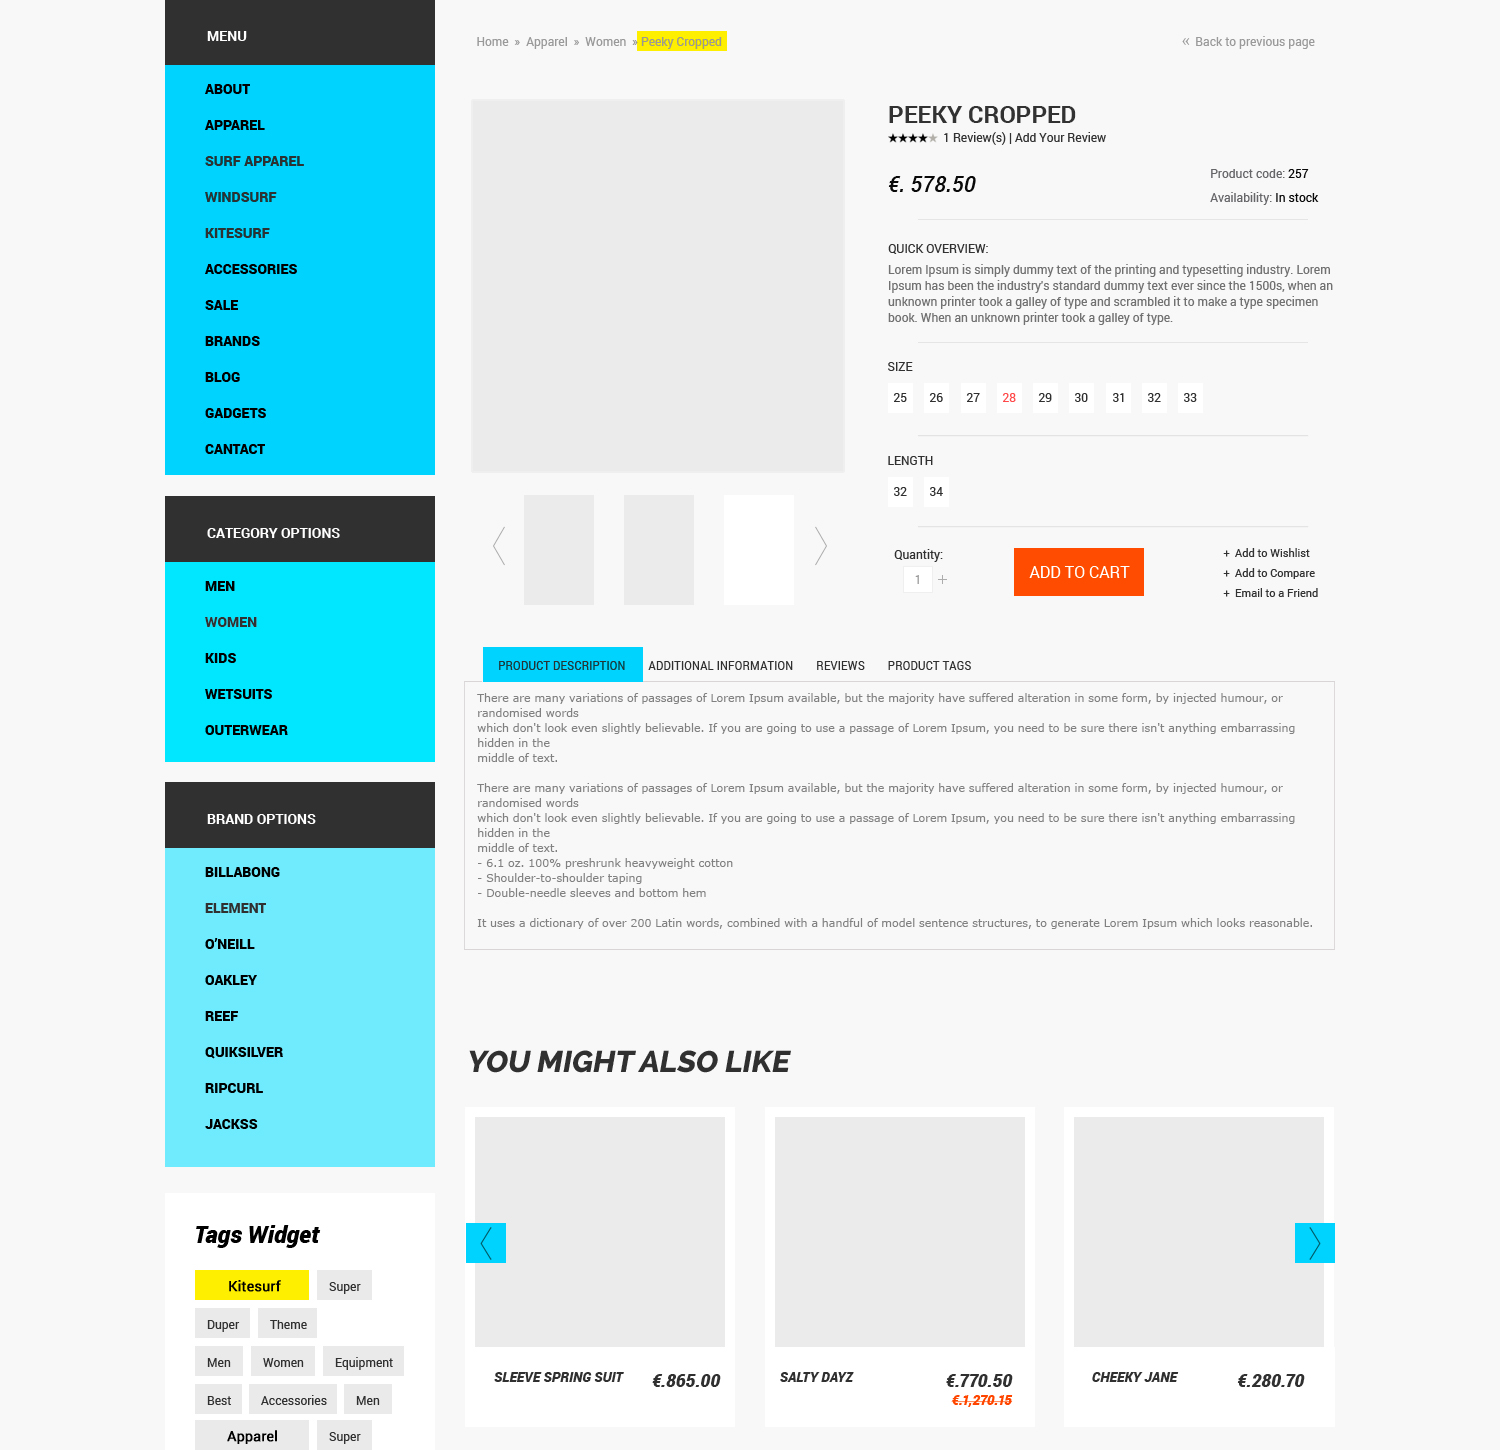 MENU
ABOUT
APPAREL
SURF APPAREL
WINDSURF
KITESURF
ACCESSORIES
SALE
BRANDS
BLOG
GADGETS
CANTACT
CATEGORY OPTIONS
MEN
WOMEN
KIDS
WETSUITS
OUTERWEAR
BRAND OPTIONS
BILLABONG
ELEMENT
O'NEILL
OAKLEY
REEF
QUIKSILVER
RIPCURL
JACKSS
Tags Widget
Kitesurf Super
Duper Theme
Men Women Equipment
Best Accessories Men
Apparel Super
Home » Apparel » Women » Peeky Cropped
« Back to previous page
PEEKY CROPPED
★★★★★ 1 Review(s) | Add Your Review
€. 578.50
Product code: 257
Availability: In stock
QUICK OVERVIEW:
Lorem Ipsum is simply dummy text of the printing and typesetting industry. Lorem
Ipsum has been the industry's standard dummy text ever since the 1500s, when an
unknown printer took a galley of type and scrambled it to make a type specimen
book. When an unknown printer took a galley of type.
SIZE
25 26 27 28 29 30 31 32 33
LENGTH
32 34
Quantity:
1 +
ADD TO CART
+ Add to Wishlist
+ Add to Compare
+ Email to a Friend
PRODUCT DESCRIPTION ADDITIONAL INFORMATION REVIEWS PRODUCT TAGS
There are many variations of passages of Lorem Ipsum available, but the majority have suffered alteration in some form, by injected humour, or
randomised words
which don't look even slightly believable. If you are going to use a passage of Lorem Ipsum, you need to be sure there isn't anything embarrassing
hidden in the
middle of text.
There are many variations of passages of Lorem Ipsum available, but the majority have suffered alteration in some form, by injected humour, or
randomised words
which don't look even slightly believable. If you are going to use a passage of Lorem Ipsum, you need to be sure there isn't anything embarrassing
hidden in the
middle of text.
- 6.1 oz. 100% preshrunk heavyweight cotton
- Shoulder-to-shoulder taping
- Double-needle sleeves and bottom hem
It uses a dictionary of over 200 Latin words, combined with a handful of model sentence structures, to generate Lorem Ipsum which looks reasonable.
YOU MIGHT ALSO LIKE
SLEEVE SPRING SUIT €.865.00
SALTY DAYZ €.770.50
€.1,270.15
CHEEKY JANE €.280.70